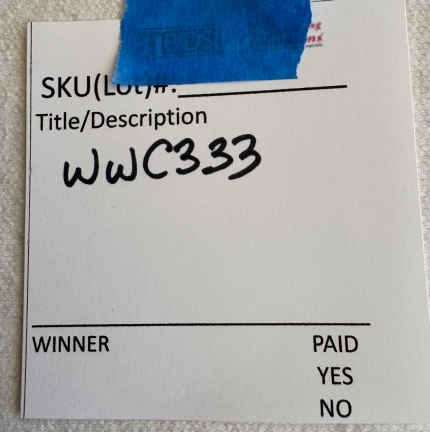 SKU(Lot)#:
Title/Description
WWC333
WINNER PAID
YES
NO